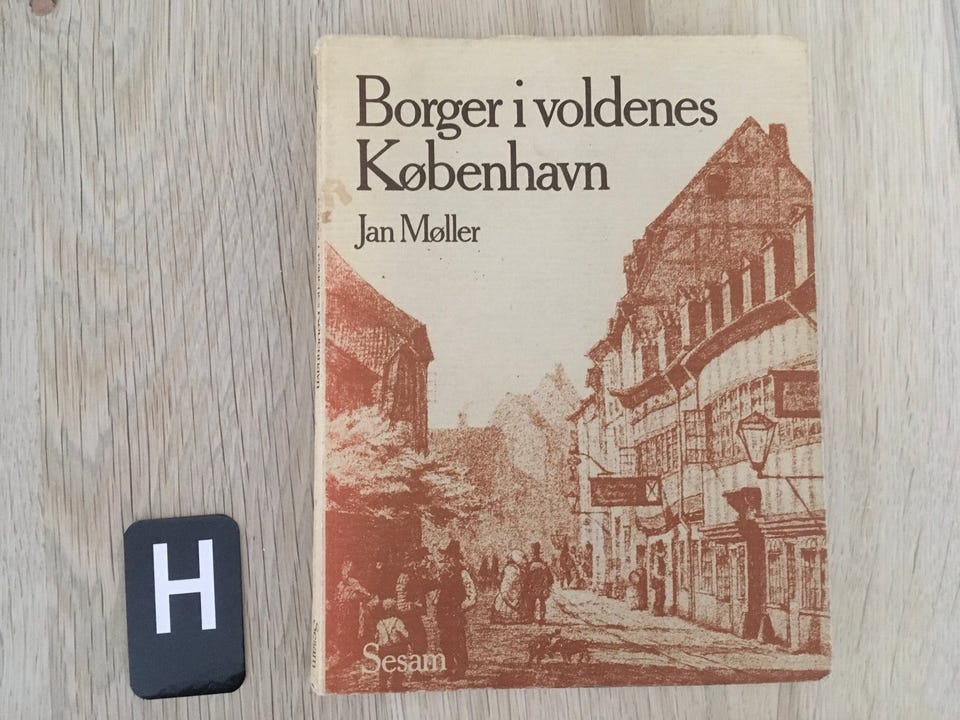 Borger i voldenes
København
Jan Møller
Sesam
H